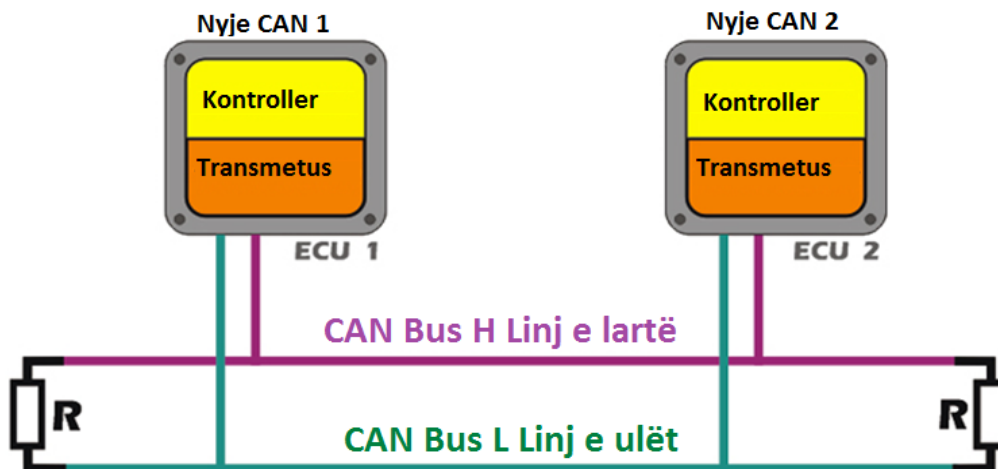 Nyje CAN 1
Nyje CAN 2
Kontroller
Transmetus
Kontroller
Transmetus
ECU 1
ECU 2
CAN Bus H Linj e lartë
R
R
CAN Bus L Linj e ulët